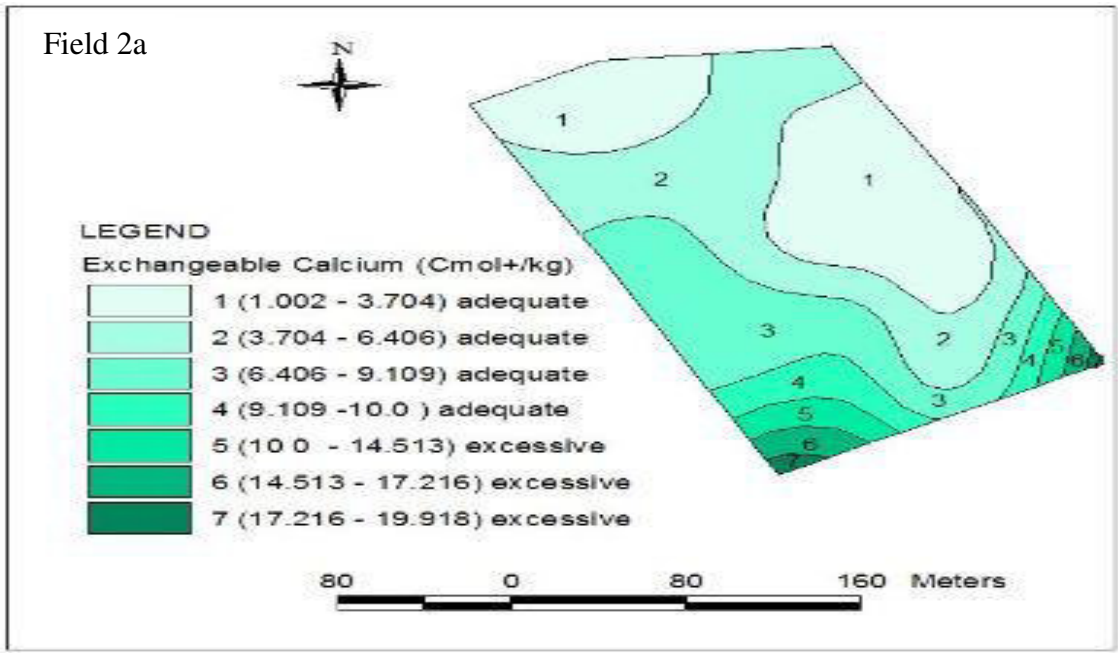 Field 2a
N
1
2
1
3
2
3
4
5
6
4
3
5
6
7
LEGEND
Exchangeable Calcium (Cmol+/kg)
1 (1.002 - 3.704) adequate
2 (3.704 - 6.406) adequate
3 (6.406 - 9.109) adequate
4 (9.109 -10.0 ) adequate
5 (10 0 - 14.513) excessive
6 (14.513 - 17.216) excessive
7 (17.216 - 19.918) excessive
80 0 80 160 Meters